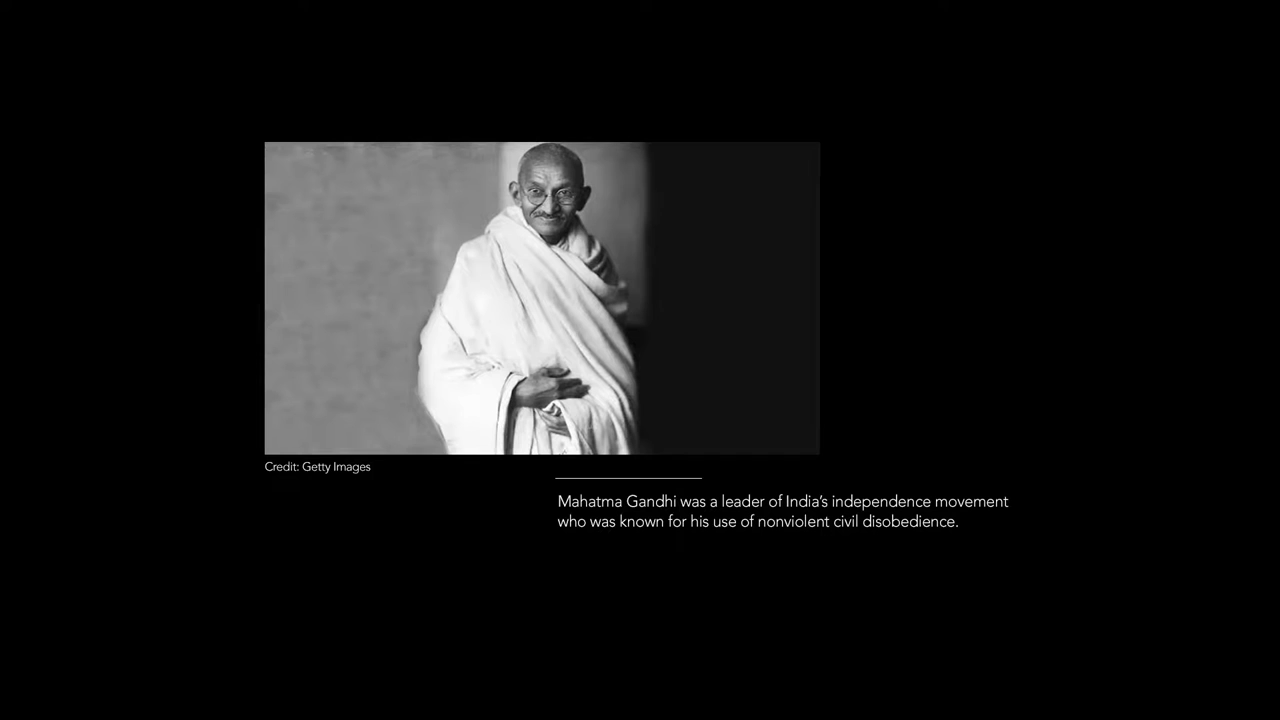 Credit: Getty Images
Mahatma Gandhi was a leader of India's independence movement
who was known for his use of nonviolent civil disobedience.